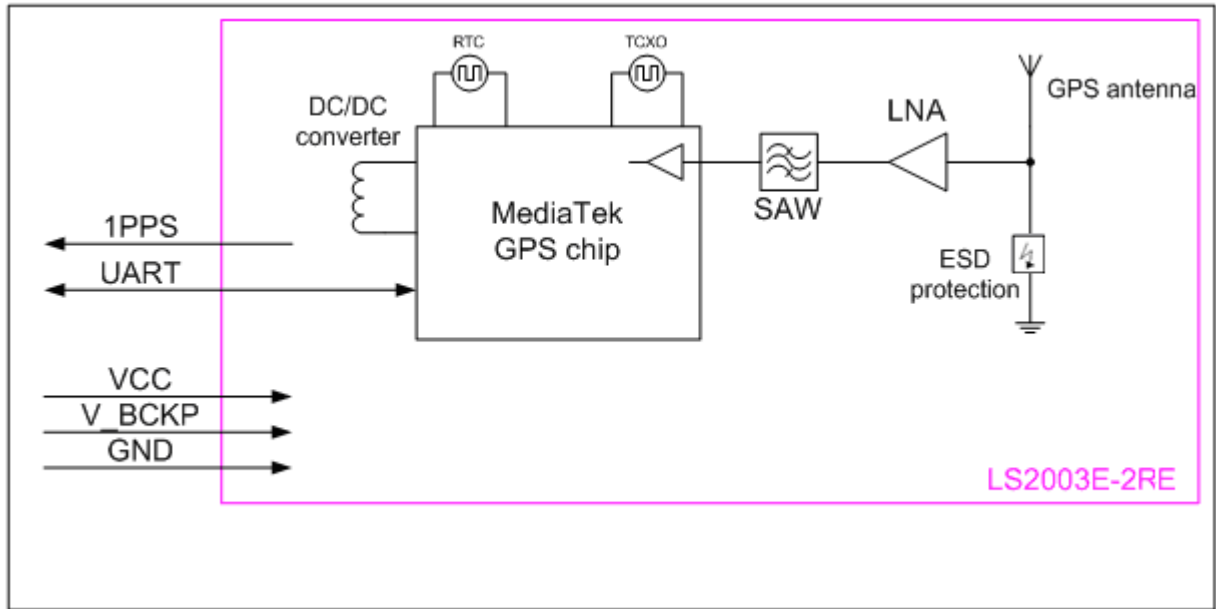 RTC
TCXO
GPS antenna
DC/DC
converter
LNA
SAW
MediaTek
GPS chip
1PPS
UART
ESD
protection
VCC
V_BCKP
GND
LS2003E-2RE